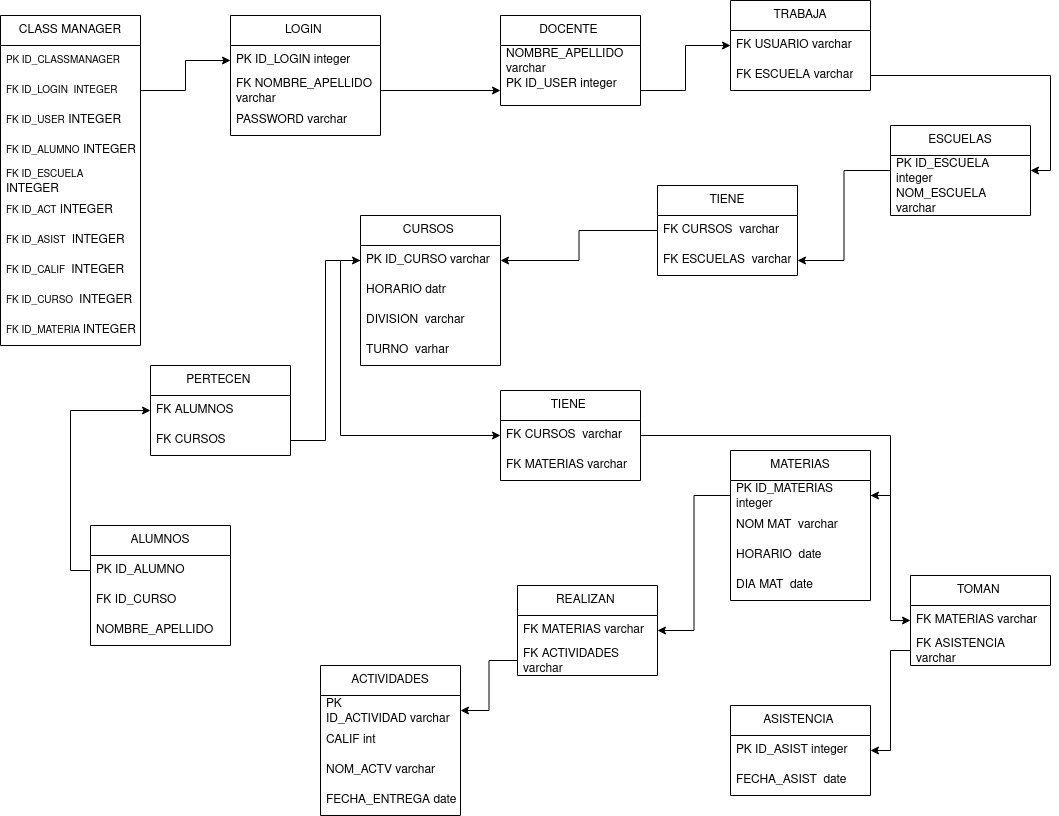 CLASS MANAGER
PK ID_CLASSMANAGER
FK ID_LOGIN INTEGER
FK ID_USER INTEGER
FK ID_ALUMNO INTEGER
FK ID_ESCUELA
INTEGER
FK ID_ACT INTEGER
FK ID_ASIST INTEGER
FK ID_CALIF INTEGER
FK ID_CURSO INTEGER
FK ID_MATERIA INTEGER
LOGIN
PK ID_LOGIN integer
FK NOMBRE_APELLIDO
varchar
PASSWORD varchar
DOCENTE
NOMBRE_APELLIDO
varchar
PK ID_USER integer
TRABAJA
FK USUARIO varchar
FK ESCUELA varchar
ESCUELAS
PK ID_ESCUELA
integer
NOM_ESCUELA
varchar
TIENE
FK CURSOS varchar
FK ESCUELAS varchar
CURSOS
PK ID_CURSO varchar
HORARIO datr
DIVISION varchar
TURNO varhar
PERTECEN
FK ALUMNOS
FK CURSOS
TIENE
FK CURSOS varchar
FK MATERIAS varchar
MATERIAS
PK ID_MATERIAS
integer
NOM MAT varchar
HORARIO date
DIA MAT date
ALUMNOS
PK ID_ALUMNO
FK ID_CURSO
NOMBRE_APELLIDO
REALIZAN
FK MATERIAS varchar
FK ACTIVIDADES
varchar
TOMAN
FK MATERIAS varchar
FK ASISTENCIA
varchar
ACTIVIDADES
PK
ID_ACTIVIDAD varchar
CALIF int
NOM_ACTV varchar
FECHA_ENTREGA date
ASISTENCIA
PK ID_ASIST integer
FECHA_ASIST date